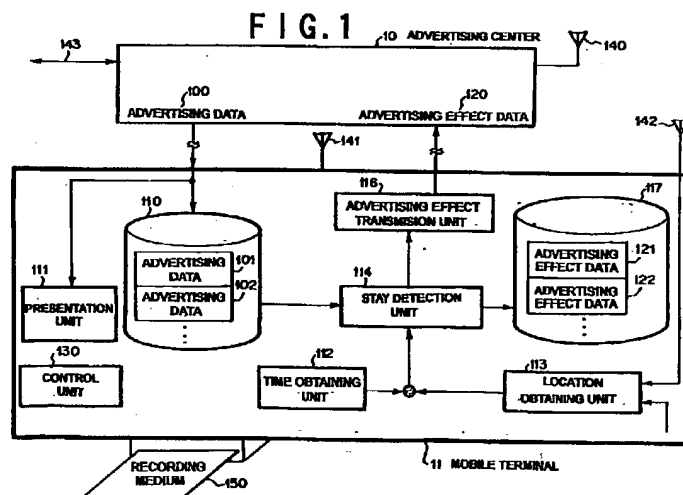 FIG.1
10 ADVERTISING CENTER
143
140
100
120
ADVERTISING DATA
ADVERTISING EFFECT DATA
141
142
116
117
110
ADVERTISING EFFECT
TRANSMISION UNIT
111
ADVERTISING
DATA
101
114
ADVERTISING
EFFECT DATA
121
PRESENTATION
UNIT
ADVERTISING
DATA
102
STAY DETECTION
UNIT
ADVERTISING
EFFECT DATA
122
130
112
113
CONTROL
UNIT
TIME OBTAINING
UNIT
LOCATION
OBTAINING UNIT
RECORDING
MEDIUM
150
11 MOBILE TERMINAL